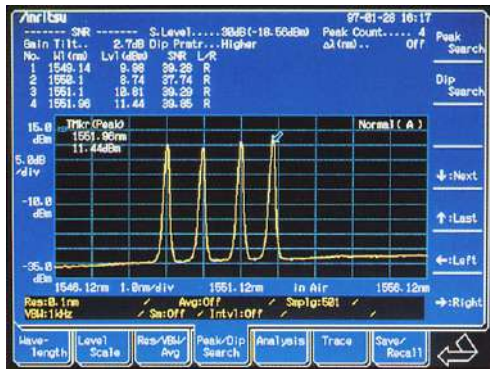 Anritsu 97-01-28 16:17
------- SNR ------- S.Level.....30dB(-18.56dBm) Peak Count..... 4
Gain Tilt.. 2.7dB Dip Prmtr...Higher Δλ(nm).. Off
No. Wl(nm) Lvl(dBm) SNR L/R
1 1549.14 9.98 39.28 R
2 1550.1 8.74 37.74 R
3 1551.1 10.81 39.29 R
4 1551.96 11.44 39.85 R
Peak
Search
Dip
Search
↓:Next
↑:Last
←:Left
→:Right
TMkr(Peak) Normal( A )
1551.96nm
11.44dBm
15.0
dBm
5.0dB
/div
-10.0
dBm
-35.0
dBm
1546.12nm 1.0nm/div 1551.12nm in Air 1556.12nm
Res:0.1nm / Avg:Off / Smplg:501 /
VBW:1kHz / Sm:Off / Intvl:Off /
Wave-
length
Level
Scale
Res/VBW/
Avg
Peak/Dip
Search
Analysis
Trace
Save/
Recall